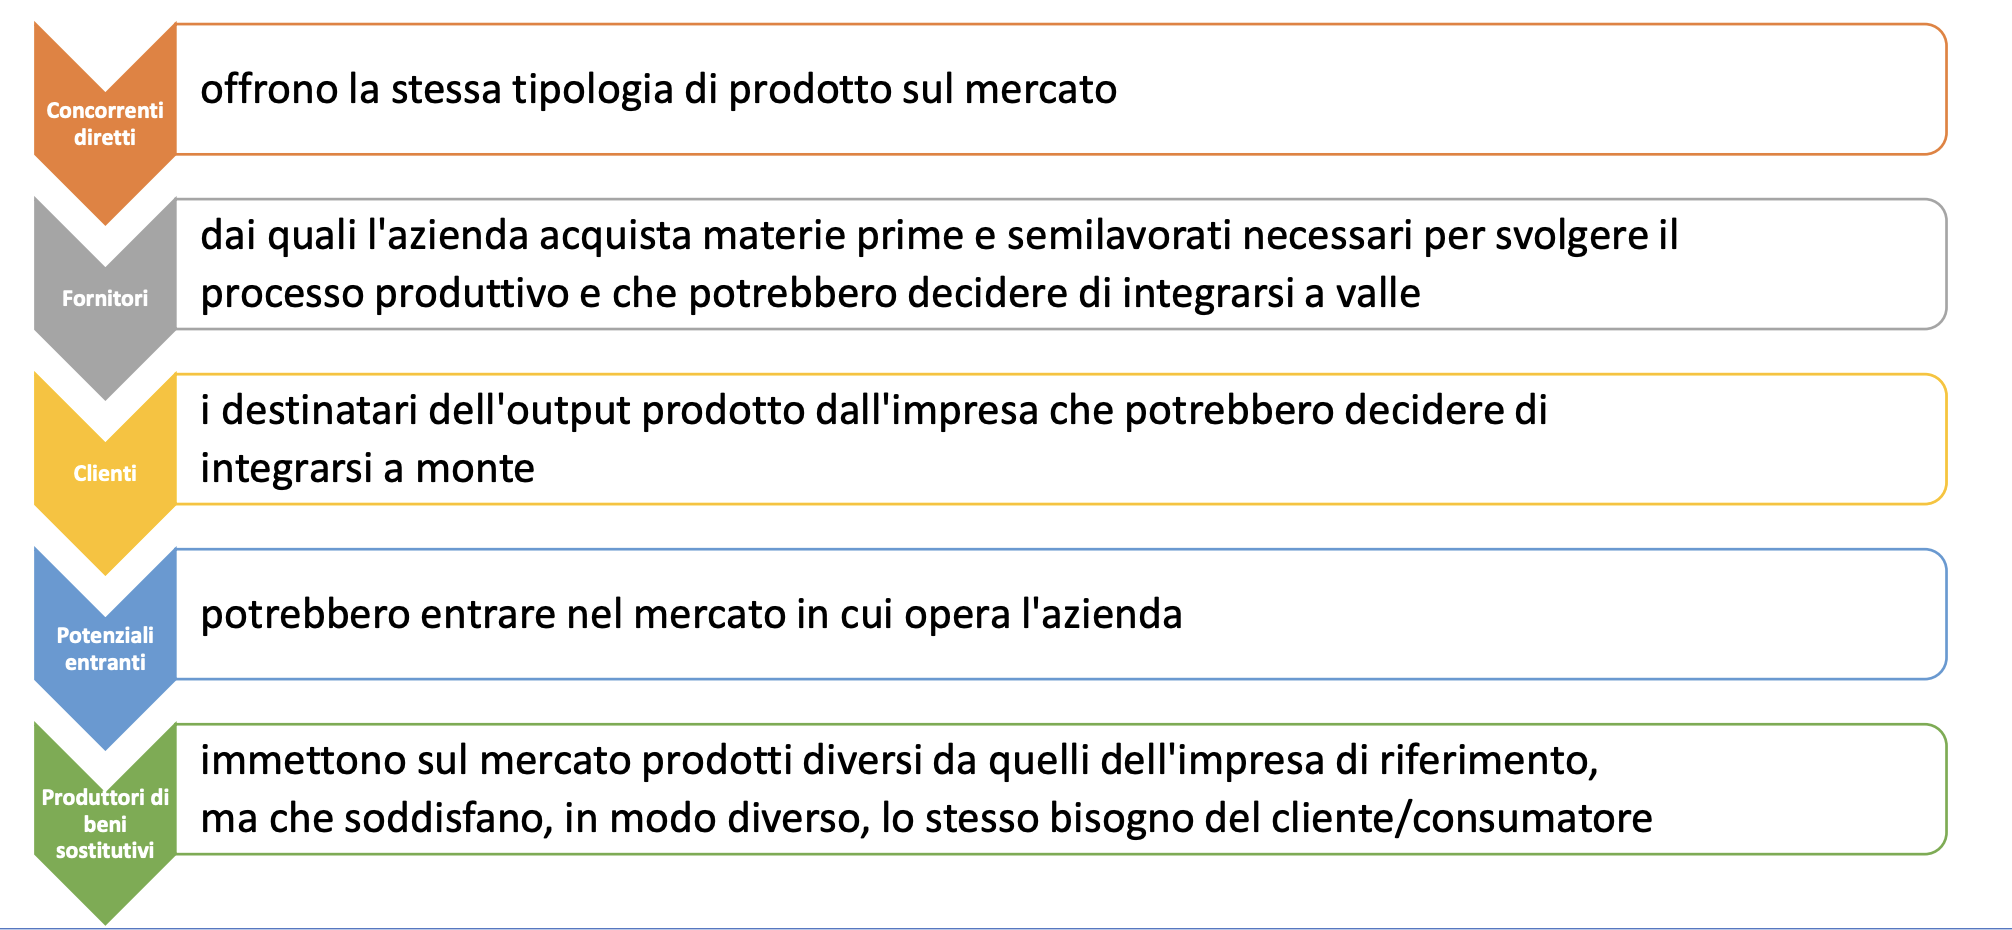 Concorrenti
diretti
offrono la stessa tipologia di prodotto sul mercato
Fornitori
dai quali l'azienda acquista materie prime e semilavorati necessari per svolgere il
processo produttivo e che potrebbero decidere di integrarsi a valle
Clienti
i destinatari dell'output prodotto dall'impresa che potrebbero decidere di
integrarsi a monte
Potenziali
entranti
potrebbero entrare nel mercato in cui opera l'azienda
Produttori di
beni
sostitutivi
immettono sul mercato prodotti diversi da quelli dell'impresa di riferimento,
ma che soddisfano, in modo diverso, lo stesso bisogno del cliente/consumatore